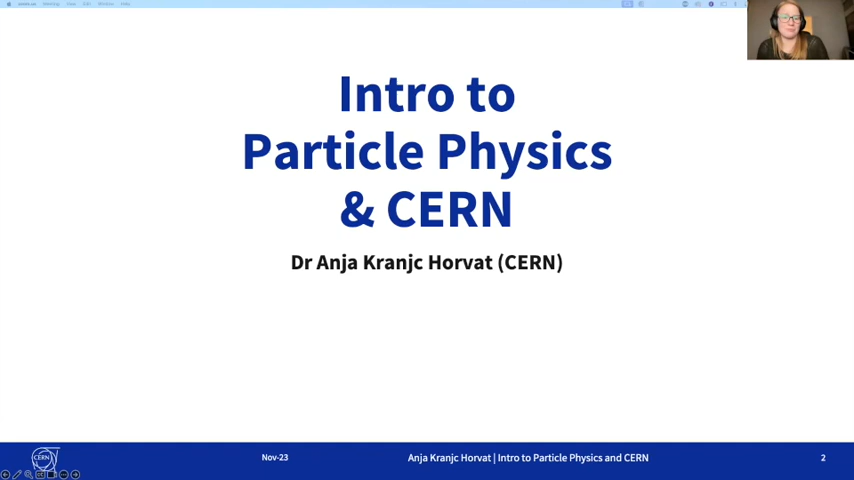 Intro to
Particle Physics
& CERN
Dr Anja Kranjc Horvat (CERN)
CERN
Nov-23
Anja Kranjc Horvat | Intro to Particle Physics and CERN
2